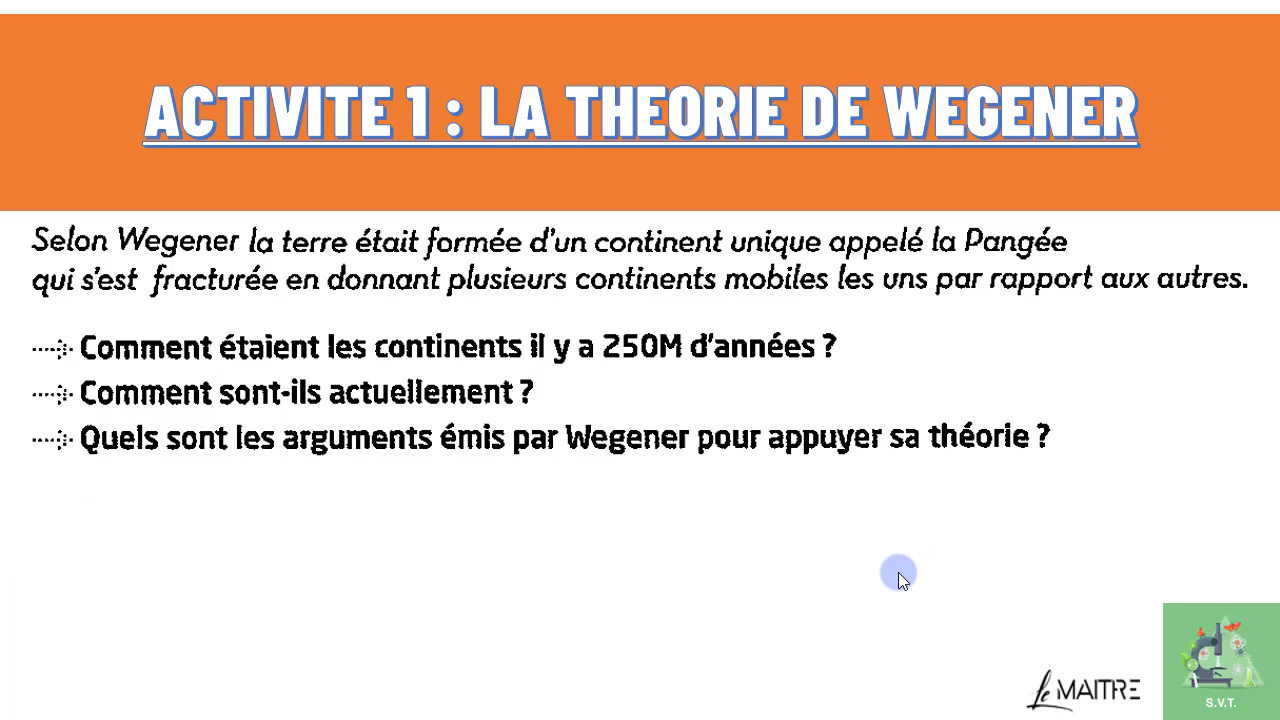 ACTIVITE 1 : LA THEORIE DE WEGENER
Selon Wegener la terre était formée d'un continent unique appelé la Pangée
qui s'est fracturée en donnant plusieurs continents mobiles les uns par rapport aux autres.
Comment étaient les continents il y a 250M d'années ?
Comment sont-ils actuellement ?
Quels sont les arguments émis par Wegener pour appuyer sa théorie ?
Le MAITRE
S.V.T.